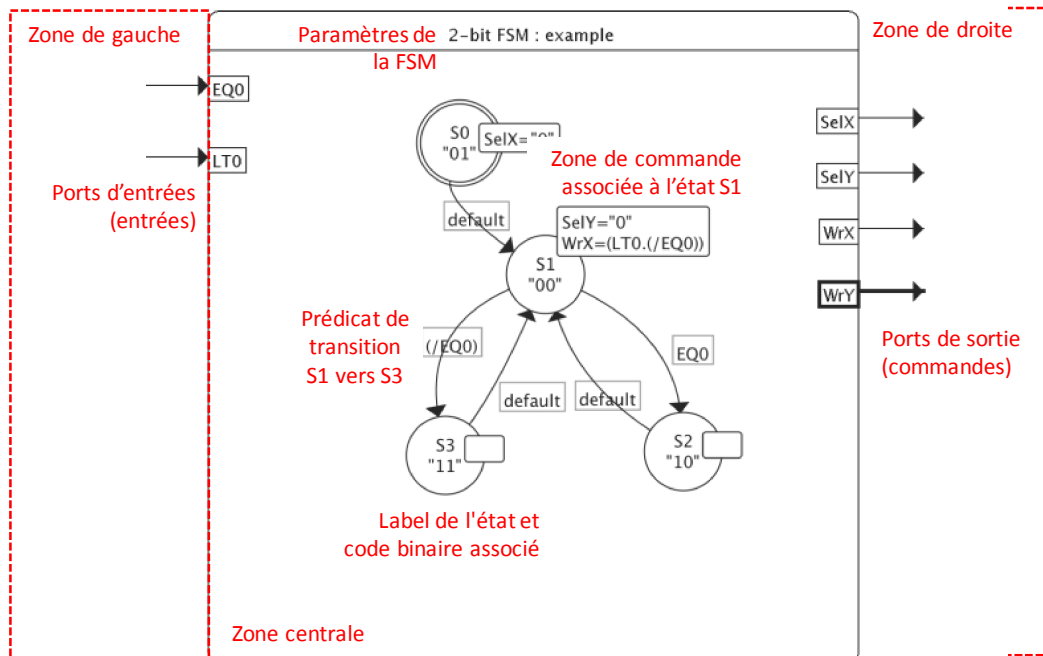 Zone de gauche
Paramètres de
la FSM
2-bit FSM : example
Zone de droite
EQ0
LT0
Ports d’entrées
(entrées)
S0
"01"
SelX="0"
Zone de commande
associée à l’état S1
default
SelY="0"
WrX=(LT0.(/EQ0))
S1
"00"
SelX
SelY
WrX
WrY
Ports de sortie
(commandes)
Prédicat de
transition
S1 vers S3
(/EQ0)
EQ0
default
default
S3
"11"
S2
"10"
Label de l'état et
code binaire associé
Zone centrale